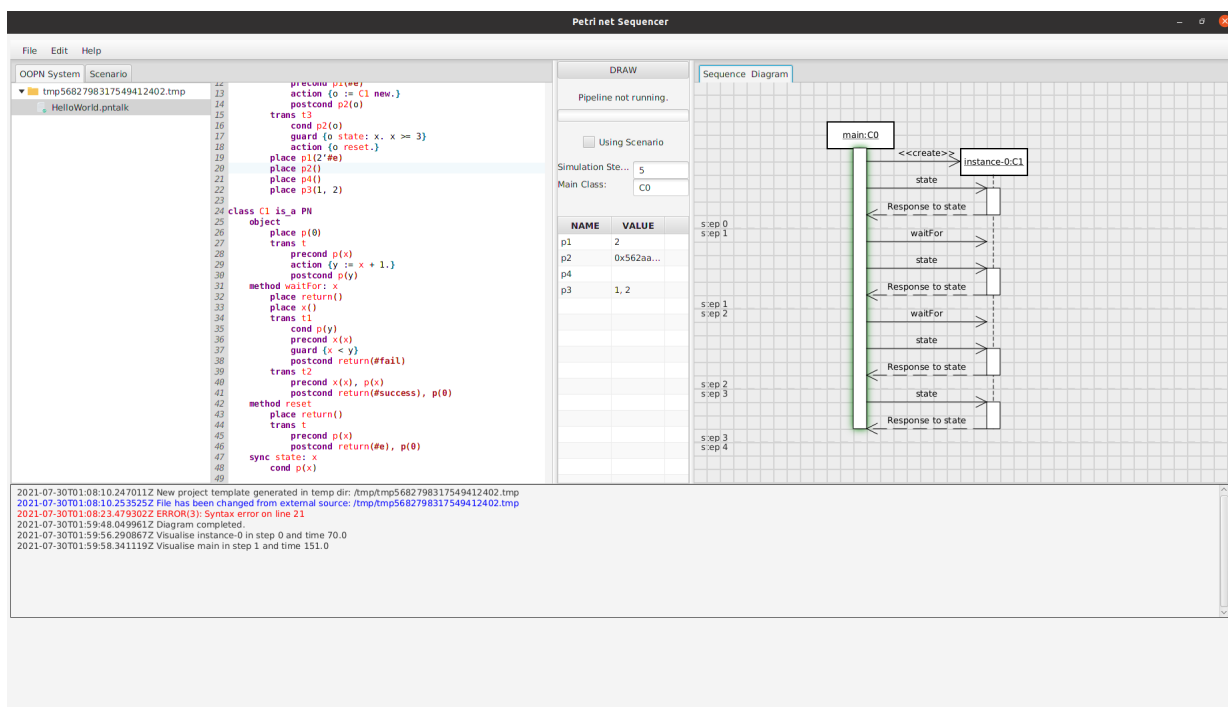 Petri net Sequencer
File Edit Help
OOPN System Scenario
tmp5682798317549412402.tmp
HelloWorld.pntalk
12 precond p1(#e)
13 action {o := C1 new.}
14 postcond p2(o)
15 trans t3
16 cond p2(o)
17 guard {o state: x. x >= 3}
18 action {o reset.}
19 place p1(2'#e)
20 place p2()
21 place p4()
22 place p3(1, 2)
23
24 class C1 is_a PN
25 object
26 place p(0)
27 trans t
28 precond p(x)
29 action {y := x + 1.}
30 postcond p(y)
31 method waitFor: x
32 place return()
33 place x()
34 trans t1
35 cond p(y)
36 precond x(x)
37 guard {x < y}
38 postcond return(#fail)
39 trans t2
40 precond x(x), p(x)
41 postcond return(#success), p(0)
42 method reset
43 place return()
44 trans t
45 precond p(x)
46 postcond return(#e), p(0)
47 sync state: x
48 cond p(x)
49
DRAW
Pipeline not running.
Using Scenario
Simulation Ste... 5
Main Class: C0
NAME VALUE
p1 2
p2 0x562aa...
p4
p3 1, 2
Sequence Diagram
main:C0
<<create>>
instance-0:C1
state
Response to state
step 0
step 1
waitFor
state
Response to state
step 1
step 2
waitFor
state
Response to state
step 2
step 3
state
Response to state
step 3
step 4
2021-07-30T01:08:10.247011Z New project template generated in temp dir: /tmp/tmp5682798317549412402.tmp
2021-07-30T01:08:10.253525Z File has been changed from external source: /tmp/tmp5682798317549412402.tmp
2021-07-30T01:08:23.479302Z ERROR(3): Syntax error on line 21
2021-07-30T01:59:48.049961Z Diagram completed.
2021-07-30T01:59:56.290867Z Visualise instance-0 in step 0 and time 70.0
2021-07-30T01:59:58.341119Z Visualise main in step 1 and time 151.0